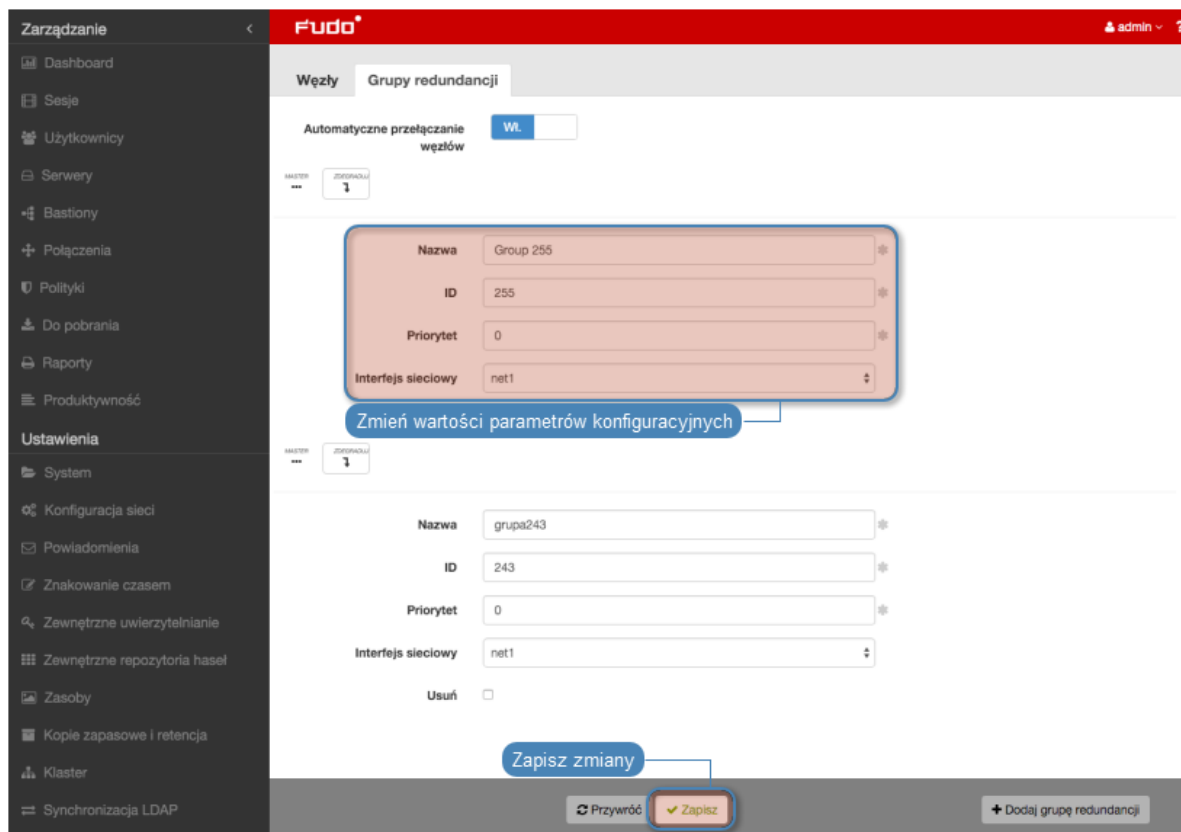 Zarządzanie
Dashboard
Sesje
Użytkownicy
Serwery
Bastiony
Połączenia
Polityki
Do pobrania
Raporty
Produktywność
Ustawienia
System
Konfiguracja sieci
Powiadomienia
Znakowanie czasem
Zewnętrzne uwierzytelnianie
Zewnętrzne repozytoria haseł
Zasoby
Kopie zapasowe i retencja
Klaster
Synchronizacja LDAP
FUDO
admin
?
Węzły Grupy redundancji
Automatyczne przełączanie węzłów Wł.
MASTER ZDEGRADUJ
Nazwa Group 255
ID 255
Priorytet 0
Interfejs sieciowy net1
Zmień wartości parametrów konfiguracyjnych
MASTER ZDEGRADUJ
Nazwa grupa243
ID 243
Priorytet 0
Interfejs sieciowy net1
Usuń
Zapisz zmiany
Przywróć Zapisz + Dodaj grupę redundancji